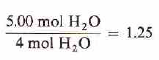 5.00 mol H₂O
4 mol H₂O
= 1.25